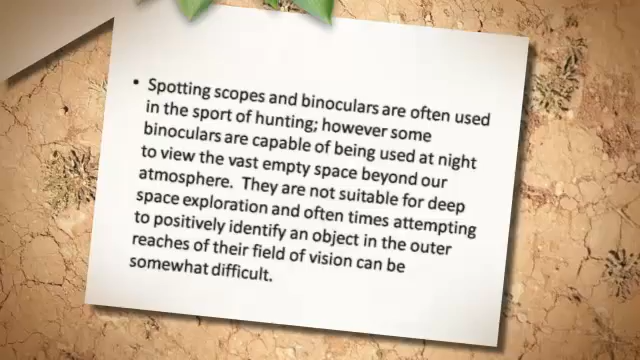 • Spotting scopes and binoculars are often used
in the sport of hunting; however some
binoculars are capable of being used at night
to view the vast empty space beyond our
atmosphere. They are not suitable for deep
space exploration and often times attempting
to positively identify an object in the outer
reaches of their field of vision can be
somewhat difficult.